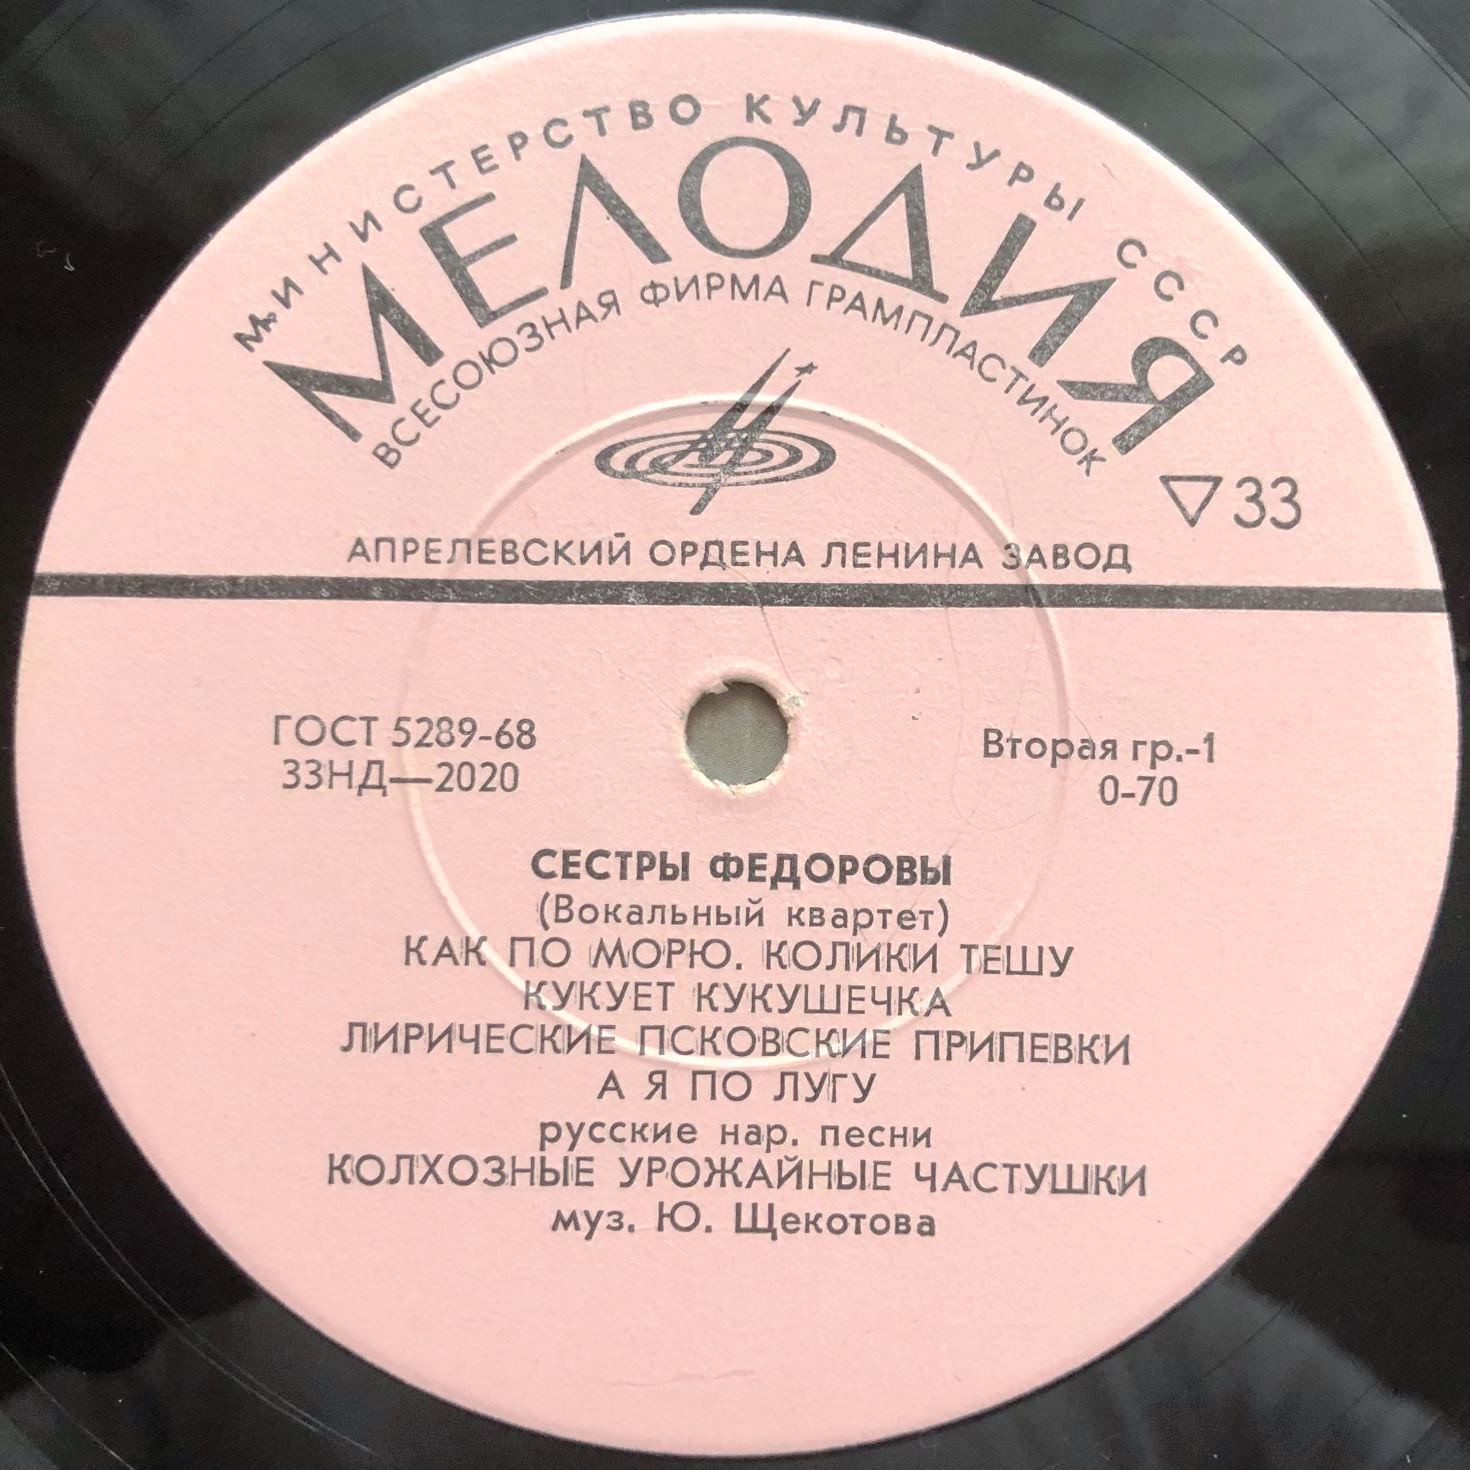 МИНИСТЕРСТВО КУЛЬТУРЫ СССР
МЕЛОДИЯ
ВСЕСОЮЗНАЯ ФИРМА ГРАМПЛАСТИНОК
▽33
АПРЕЛЕВСКИЙ ОРДЕНА ЛЕНИНА ЗАВОД
ГОСТ 5289-68
33НД—2020
Вторая гр.-1
0-70
СЕСТРЫ ФЕДОРОВЫ
(Вокальный квартет)
КАК ПО МОРЮ. КОЛИКИ ТЕШУ
КУКУЕТ КУКУШЕЧКА
ЛИРИЧЕСКИЕ ПСКОВСКИЕ ПРИПЕВКИ
А Я ПО ЛУГУ
русские нар. песни
КОЛХОЗНЫЕ УРОЖАЙНЫЕ ЧАСТУШКИ
муз. Ю. Щекотова